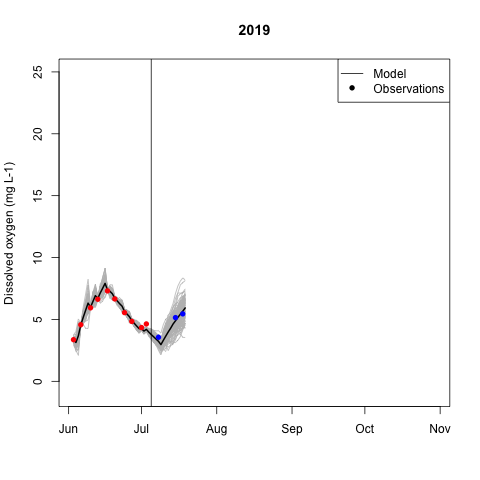 2019
Model
Observations
Dissolved oxygen (mg L-1)
25
20
15
10
5
0
Jun Jul Aug Sep Oct Nov